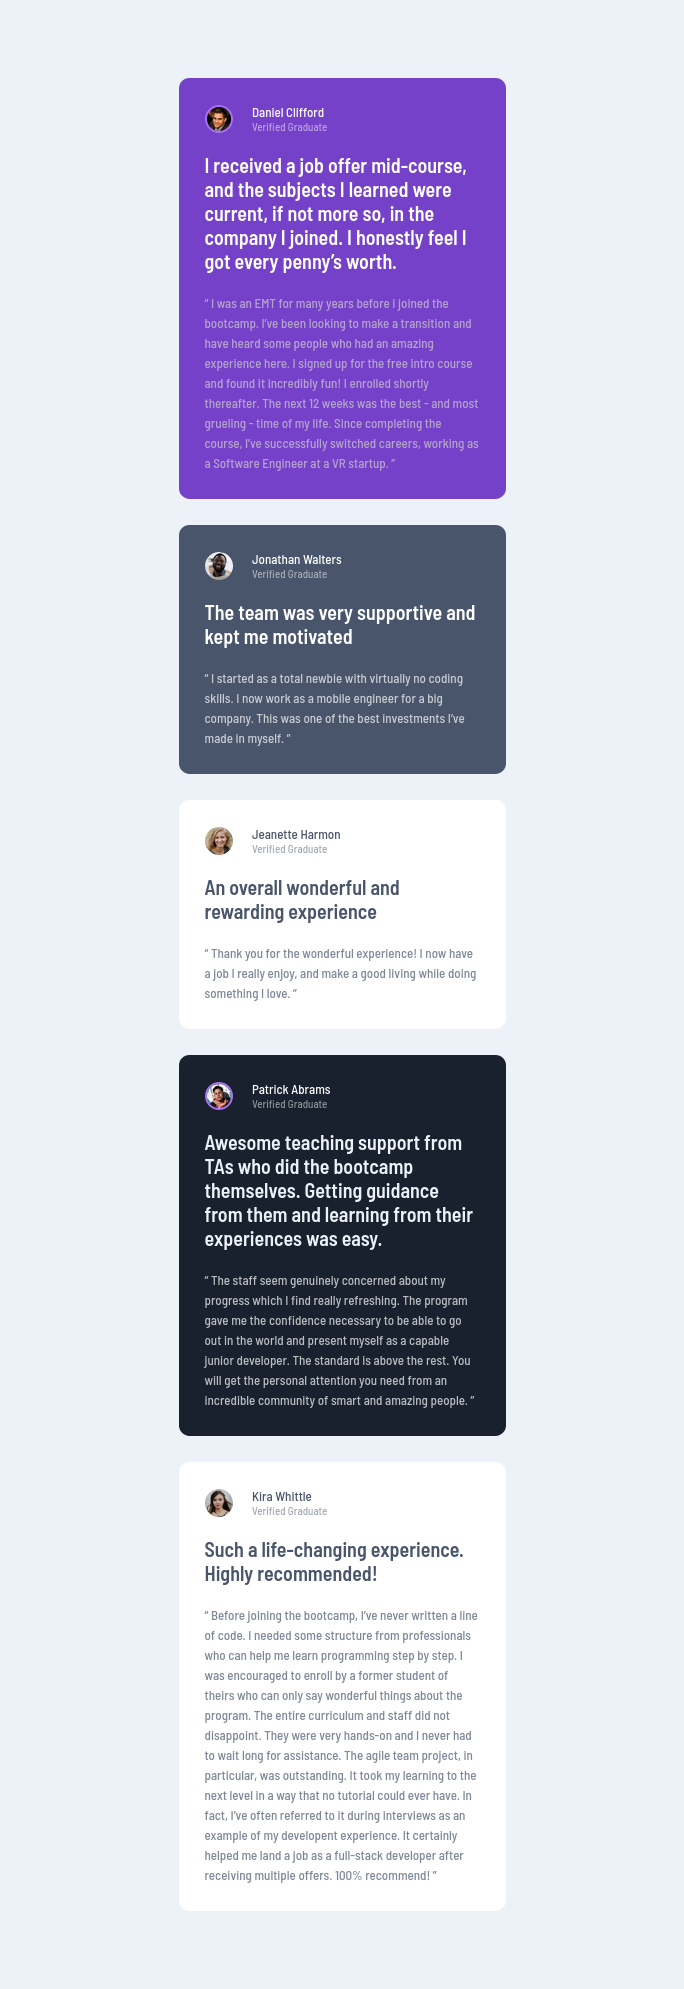 Daniel Clifford
Verified Graduate
I received a job offer mid-course,
and the subjects I learned were
current, if not more so, in the
company I joined. I honestly feel I
got every penny’s worth.
“ I was an EMT for many years before I joined the
bootcamp. I’ve been looking to make a transition and
have heard some people who had an amazing
experience here. I signed up for the free intro course
and found it incredibly fun! I enrolled shortly
thereafter. The next 12 weeks was the best - and most
grueling - time of my life. Since completing the
course, I’ve successfully switched careers, working as
a Software Engineer at a VR startup. ”
Jonathan Walters
Verified Graduate
The team was very supportive and
kept me motivated
“ I started as a total newbie with virtually no coding
skills. I now work as a mobile engineer for a big
company. This was one of the best investments I’ve
made in myself. ”
Jeanette Harmon
Verified Graduate
An overall wonderful and
rewarding experience
“ Thank you for the wonderful experience! I now have
a job I really enjoy, and make a good living while doing
something I love. ”
Patrick Abrams
Verified Graduate
Awesome teaching support from
TAs who did the bootcamp
themselves. Getting guidance
from them and learning from their
experiences was easy.
“ The staff seem genuinely concerned about my
progress which I find really refreshing. The program
gave me the confidence necessary to be able to go
out in the world and present myself as a capable
junior developer. The standard is above the rest. You
will get the personal attention you need from an
incredible community of smart and amazing people. ”
Kira Whittle
Verified Graduate
Such a life-changing experience.
Highly recommended!
“ Before joining the bootcamp, I’ve never written a line
of code. I needed some structure from professionals
who can help me learn programming step by step. I
was encouraged to enroll by a former student of
theirs who can only say wonderful things about the
program. The entire curriculum and staff did not
disappoint. They were very hands-on and I never had
to wait long for assistance. The agile team project, in
particular, was outstanding. It took my learning to the
next level in a way that no tutorial could ever have. In
fact, I’ve often referred to it during interviews as an
example of my developent experience. It certainly
helped me land a job as a full-stack developer after
receiving multiple offers. 100% recommend! ”